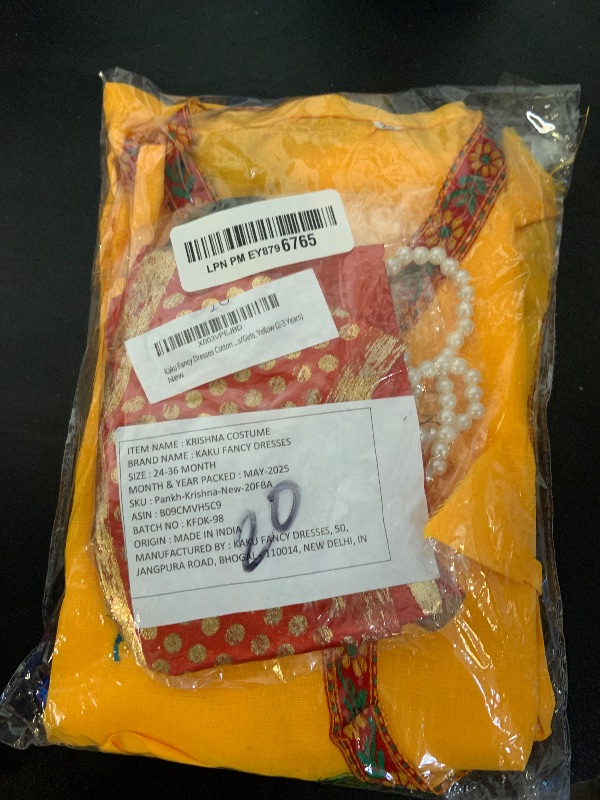 LPN PM EY879 6765
20
X003VPEJBD
Kaku Fancy Dresses Cotton ...s/Girls, Yellow (2-3 Years)
New
ITEM NAME : KRISHNA COSTUME
BRAND NAME : KAKU FANCY DRESSES
SIZE : 24-36 MONTH
MONTH & YEAR PACKED : MAY-2025
SKU : Pankh-Krishna-New-20FBA
ASIN : B09CMVH5C9
BATCH NO : KFDK-98
ORIGIN : MADE IN INDIA
MANUFACTURED BY : KAKU FANCY DRESSES, 50,
JANGPURA ROAD, BHOGAL, 110014, NEW DELHI, IN
20